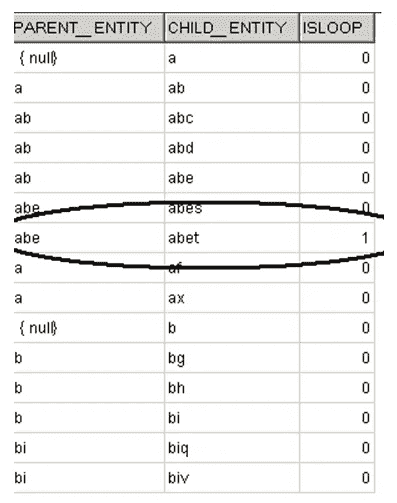 PARENT__ENTITY CHILD__ENTITY ISLOOP
{ null} a 0
a ab 0
ab abc 0
ab abd 0
ab abe 0
abe abes 0
abe abet 1
a af 0
a ax 0
{ null} b 0
b bg 0
b bh 0
b bi 0
bi biq 0
bi biv 0